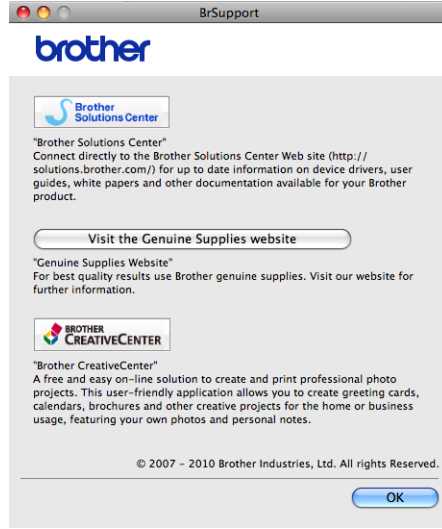 BrSupport
brother
Brother
Solutions Center
"Brother Solutions Center"
Connect directly to the Brother Solutions Center Web site (http://
solutions.brother.com/) for up to date information on device drivers, user
guides, white papers and other documentation available for your Brother
product.
Visit the Genuine Supplies website
"Genuine Supplies Website"
For best quality results use Brother genuine supplies. Visit our website for
further information.
BROTHER
CREATIVECENTER
"Brother CreativeCenter"
A free and easy on-line solution to create and print professional photo
projects. This user-friendly application allows you to create greeting cards,
calendars, brochures and other creative projects for the home or business
usage, featuring your own photos and personal notes.
© 2007 - 2010 Brother Industries, Ltd. All rights Reserved.
OK